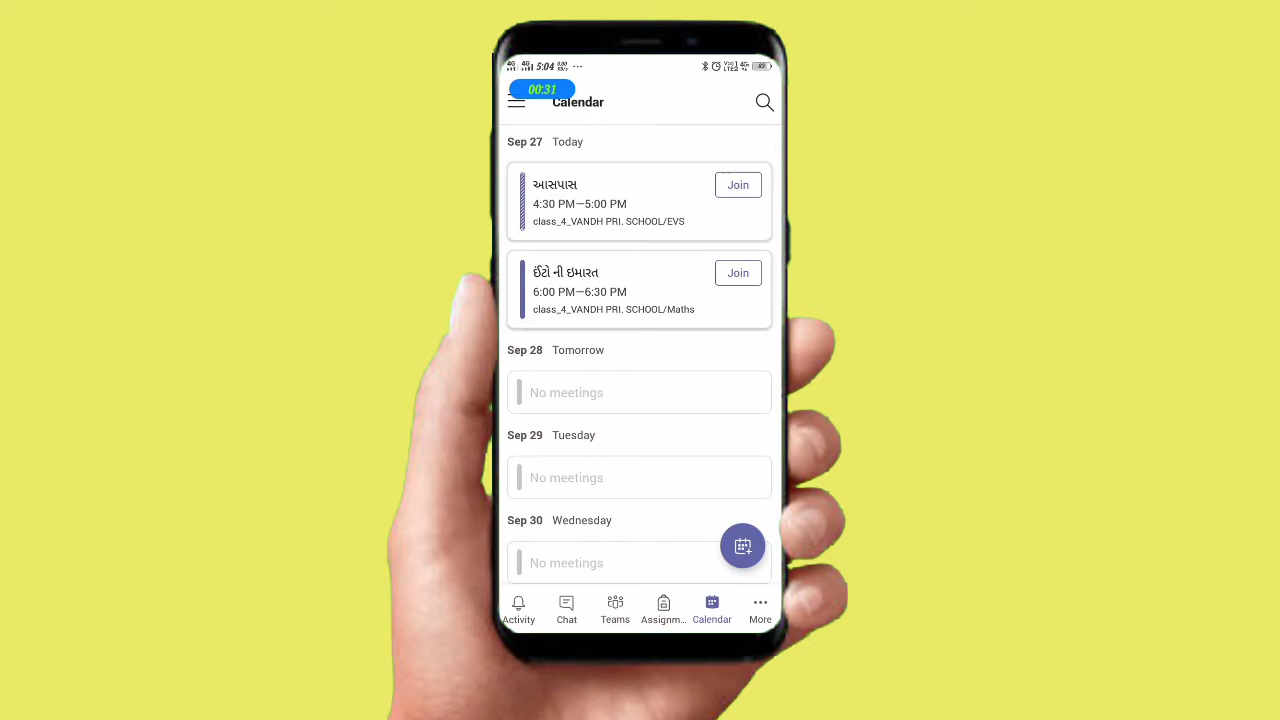 5:04
00:31
Calendar
Sep 27 Today
આસપાસ
Join
4:30 PM—5:00 PM
class_4_VANDH PRI. SCHOOL/EVS
ઈંટો ની ઇમારત
Join
6:00 PM—6:30 PM
class_4_VANDH PRI. SCHOOL/Maths
Sep 28 Tomorrow
No meetings
Sep 29 Tuesday
No meetings
Sep 30 Wednesday
No meetings
Activity Chat Teams Assignm... Calendar More